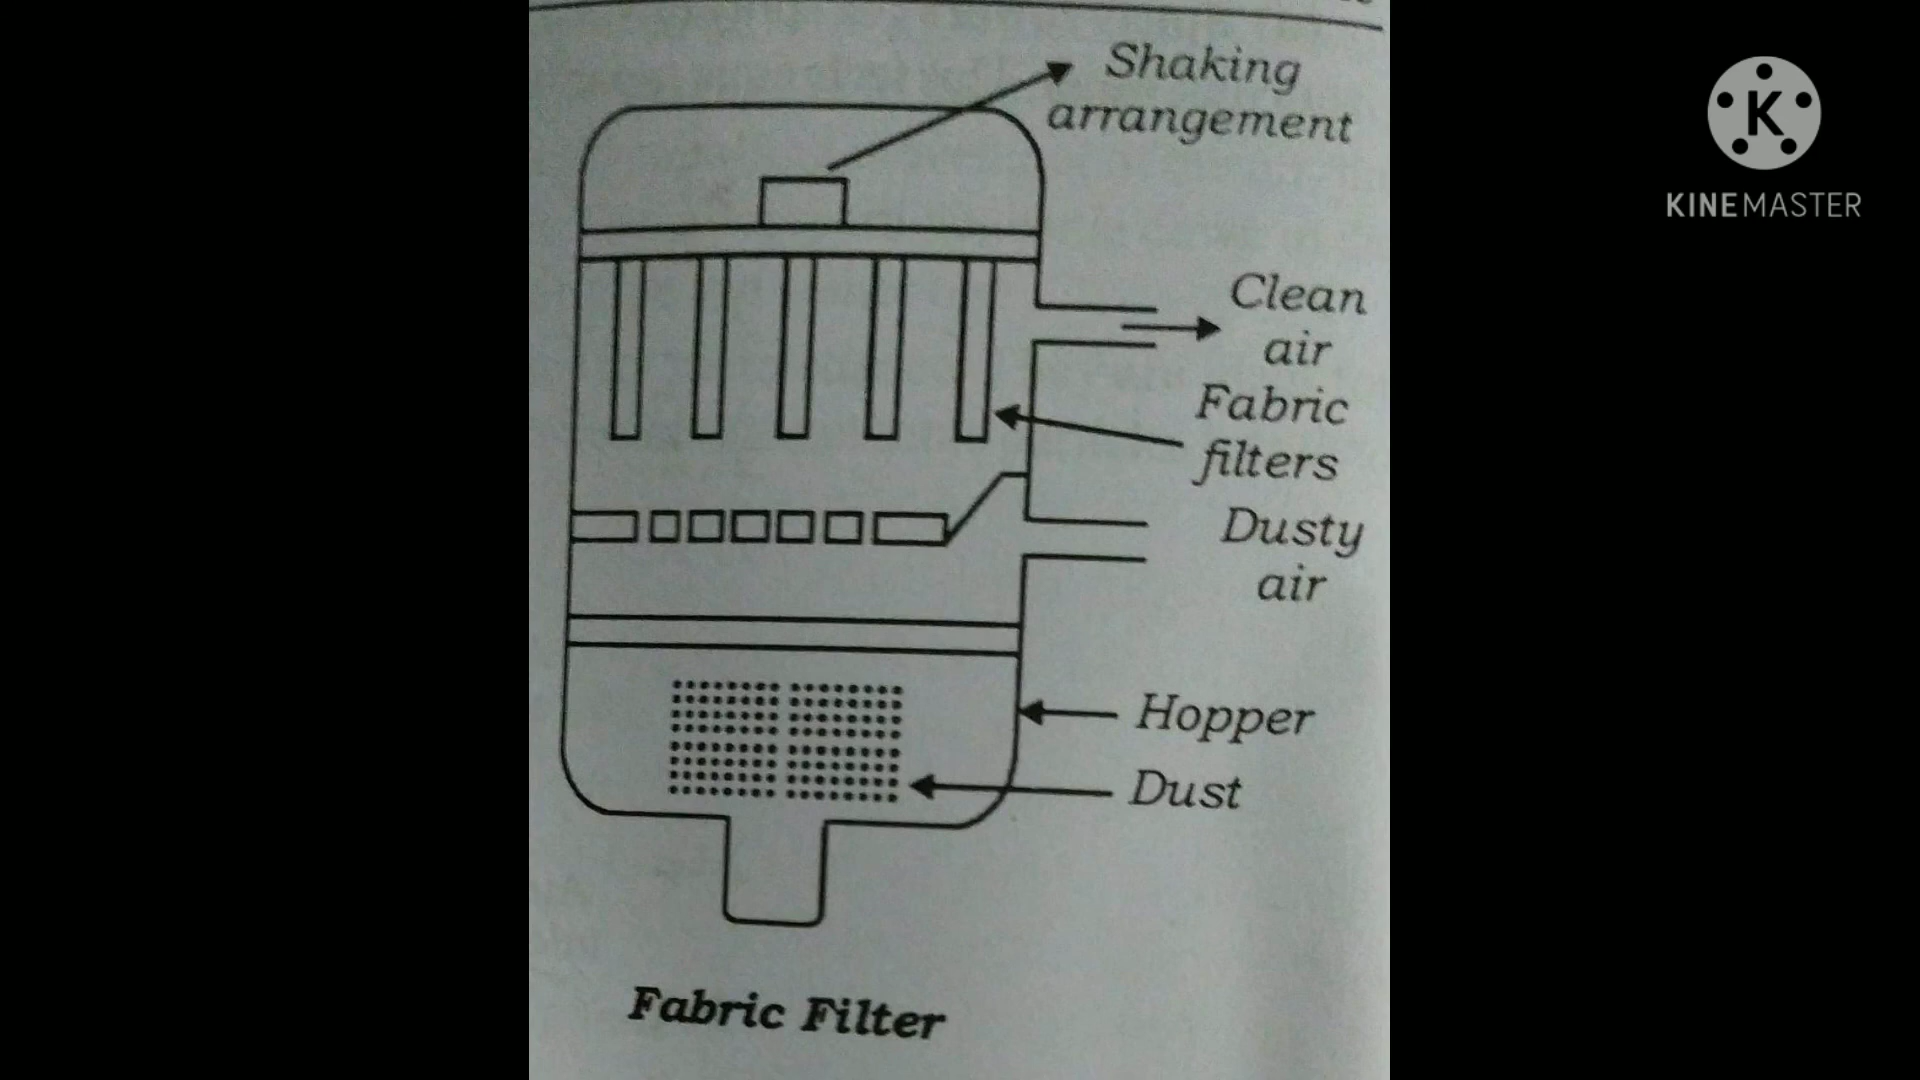 Shaking
arrangement
Clean
air
Fabric
filters
Dusty
air
Hopper
Dust
Fabric Filter
K
KINEMASTER